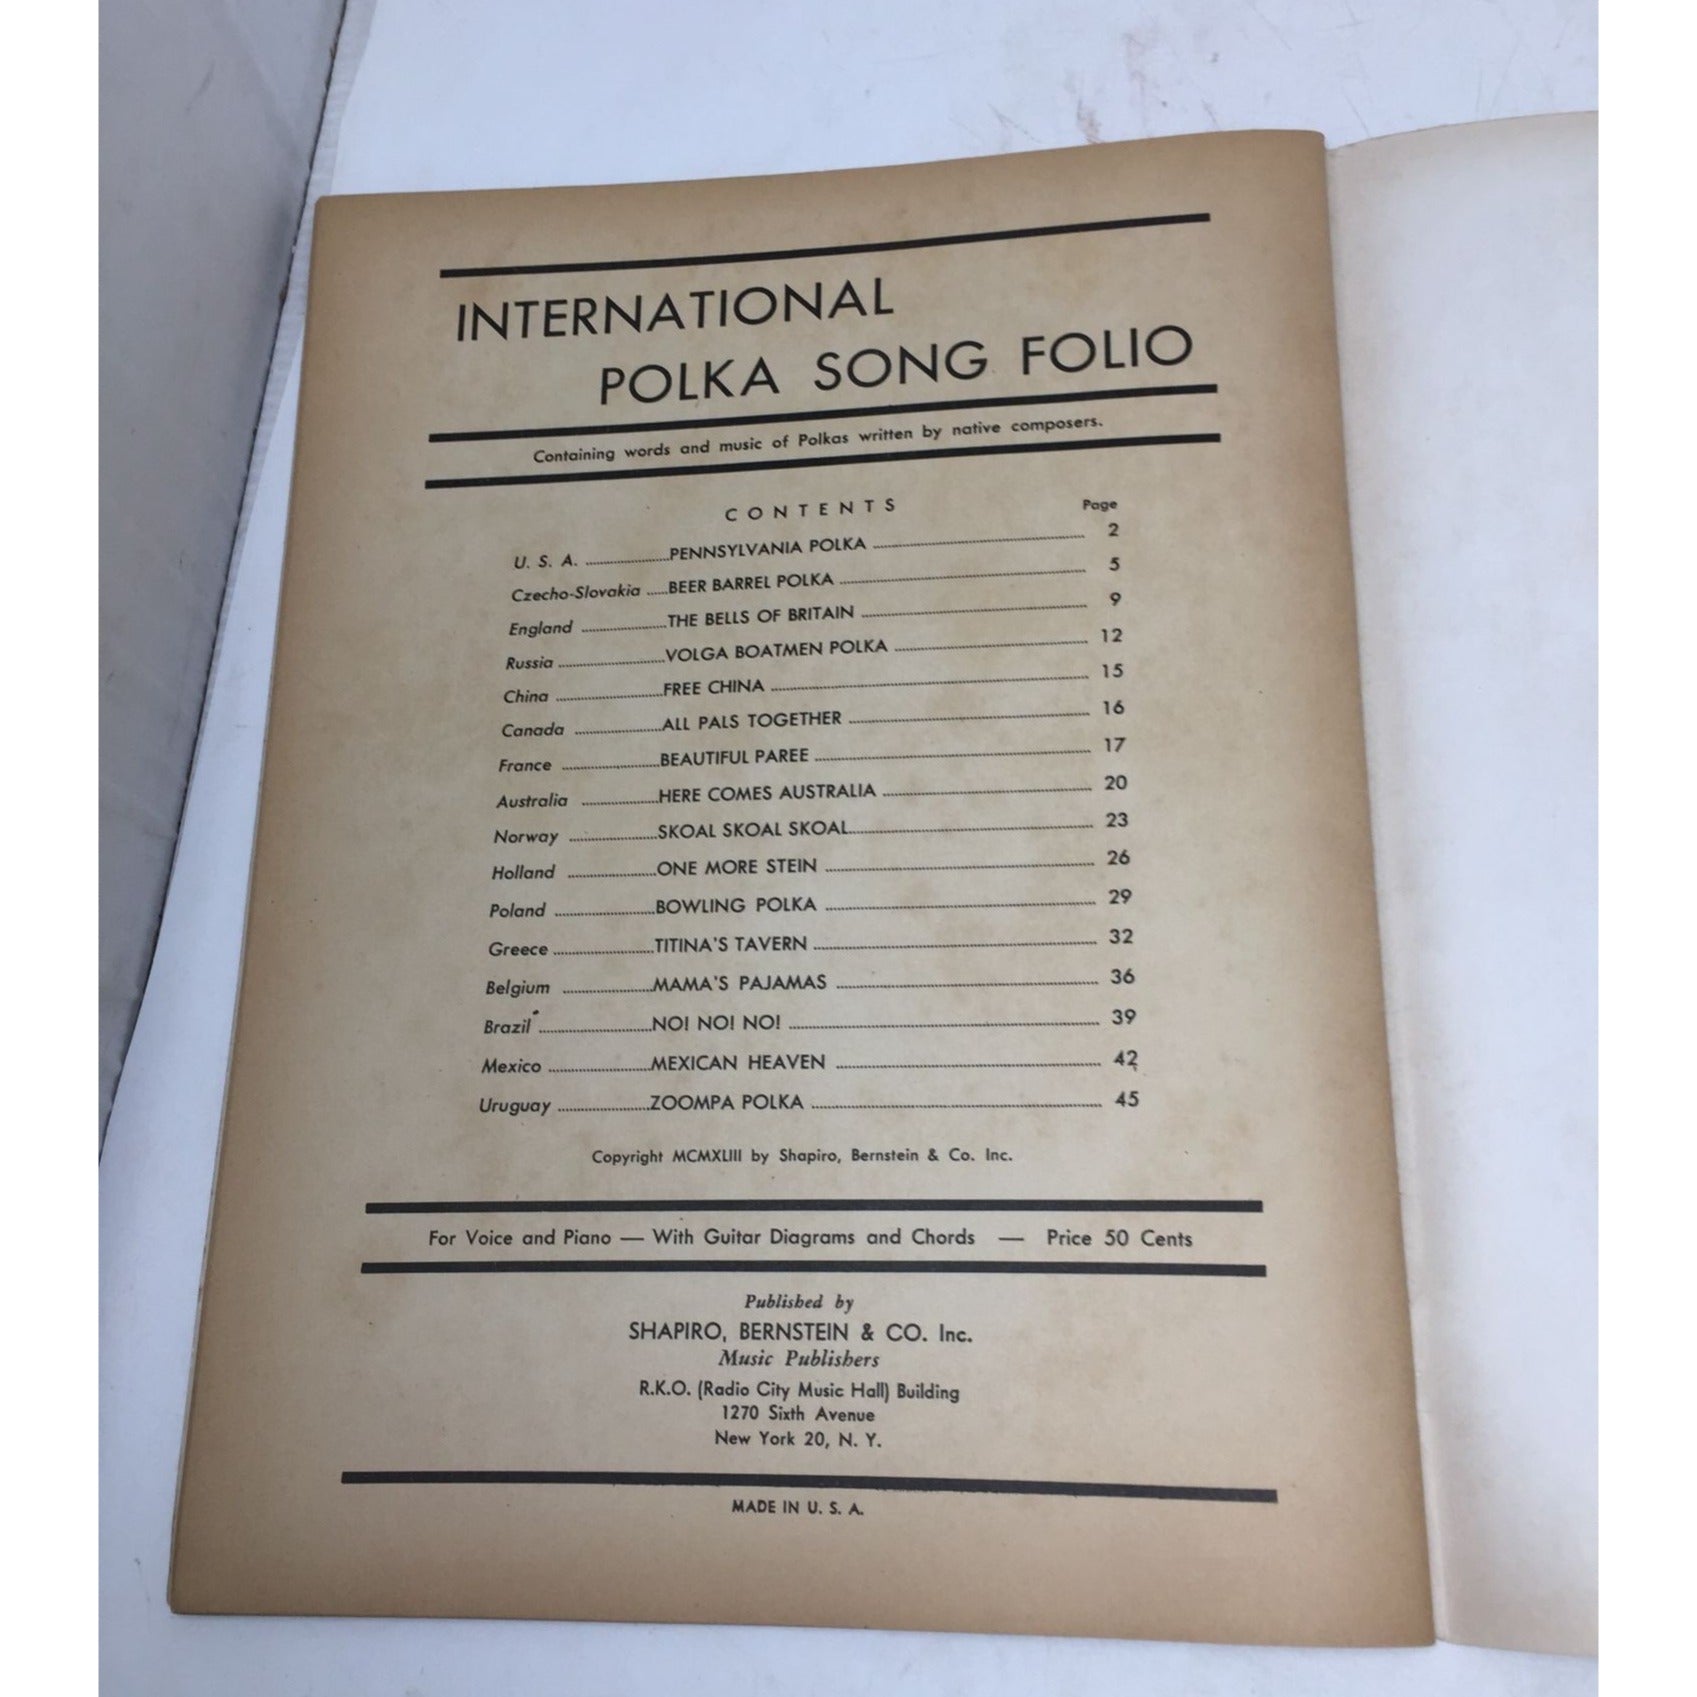 INTERNATIONAL
POLKA SONG FOLIO
Containing words and music of Polkas written by native composers.
CONTENTS Page
U. S. A. PENNSYLVANIA POLKA 2
Czecho-Slovakia BEER BARREL POLKA 5
England THE BELLS OF BRITAIN 9
Russia VOLGA BOATMEN POLKA 12
China FREE CHINA 15
Canada ALL PALS TOGETHER 16
France BEAUTIFUL PAREE 17
Australia HERE COMES AUSTRALIA 20
Norway SKOAL SKOAL SKOAL 23
Holland ONE MORE STEIN 26
Poland BOWLING POLKA 29
Greece TITINA'S TAVERN 32
Belgium MAMA'S PAJAMAS 36
Brazil NO! NO! NO! 39
Mexico MEXICAN HEAVEN 42
Uruguay ZOOMPA POLKA 45
Copyright MCMXLIII by Shapiro, Bernstein & Co. Inc.
For Voice and Piano — With Guitar Diagrams and Chords — Price 50 Cents
Published by
SHAPIRO, BERNSTEIN & CO. Inc.
Music Publishers
R.K.O. (Radio City Music Hall) Building
1270 Sixth Avenue
New York 20, N. Y.
MADE IN U. S. A.